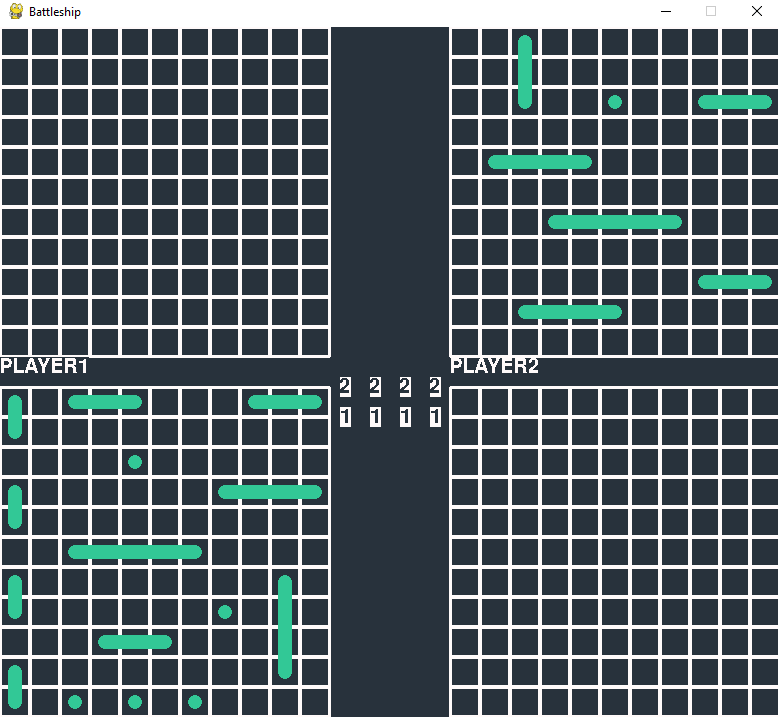 Battleship
PLAYER1
PLAYER2
2 2 2 2
1 1 1 1